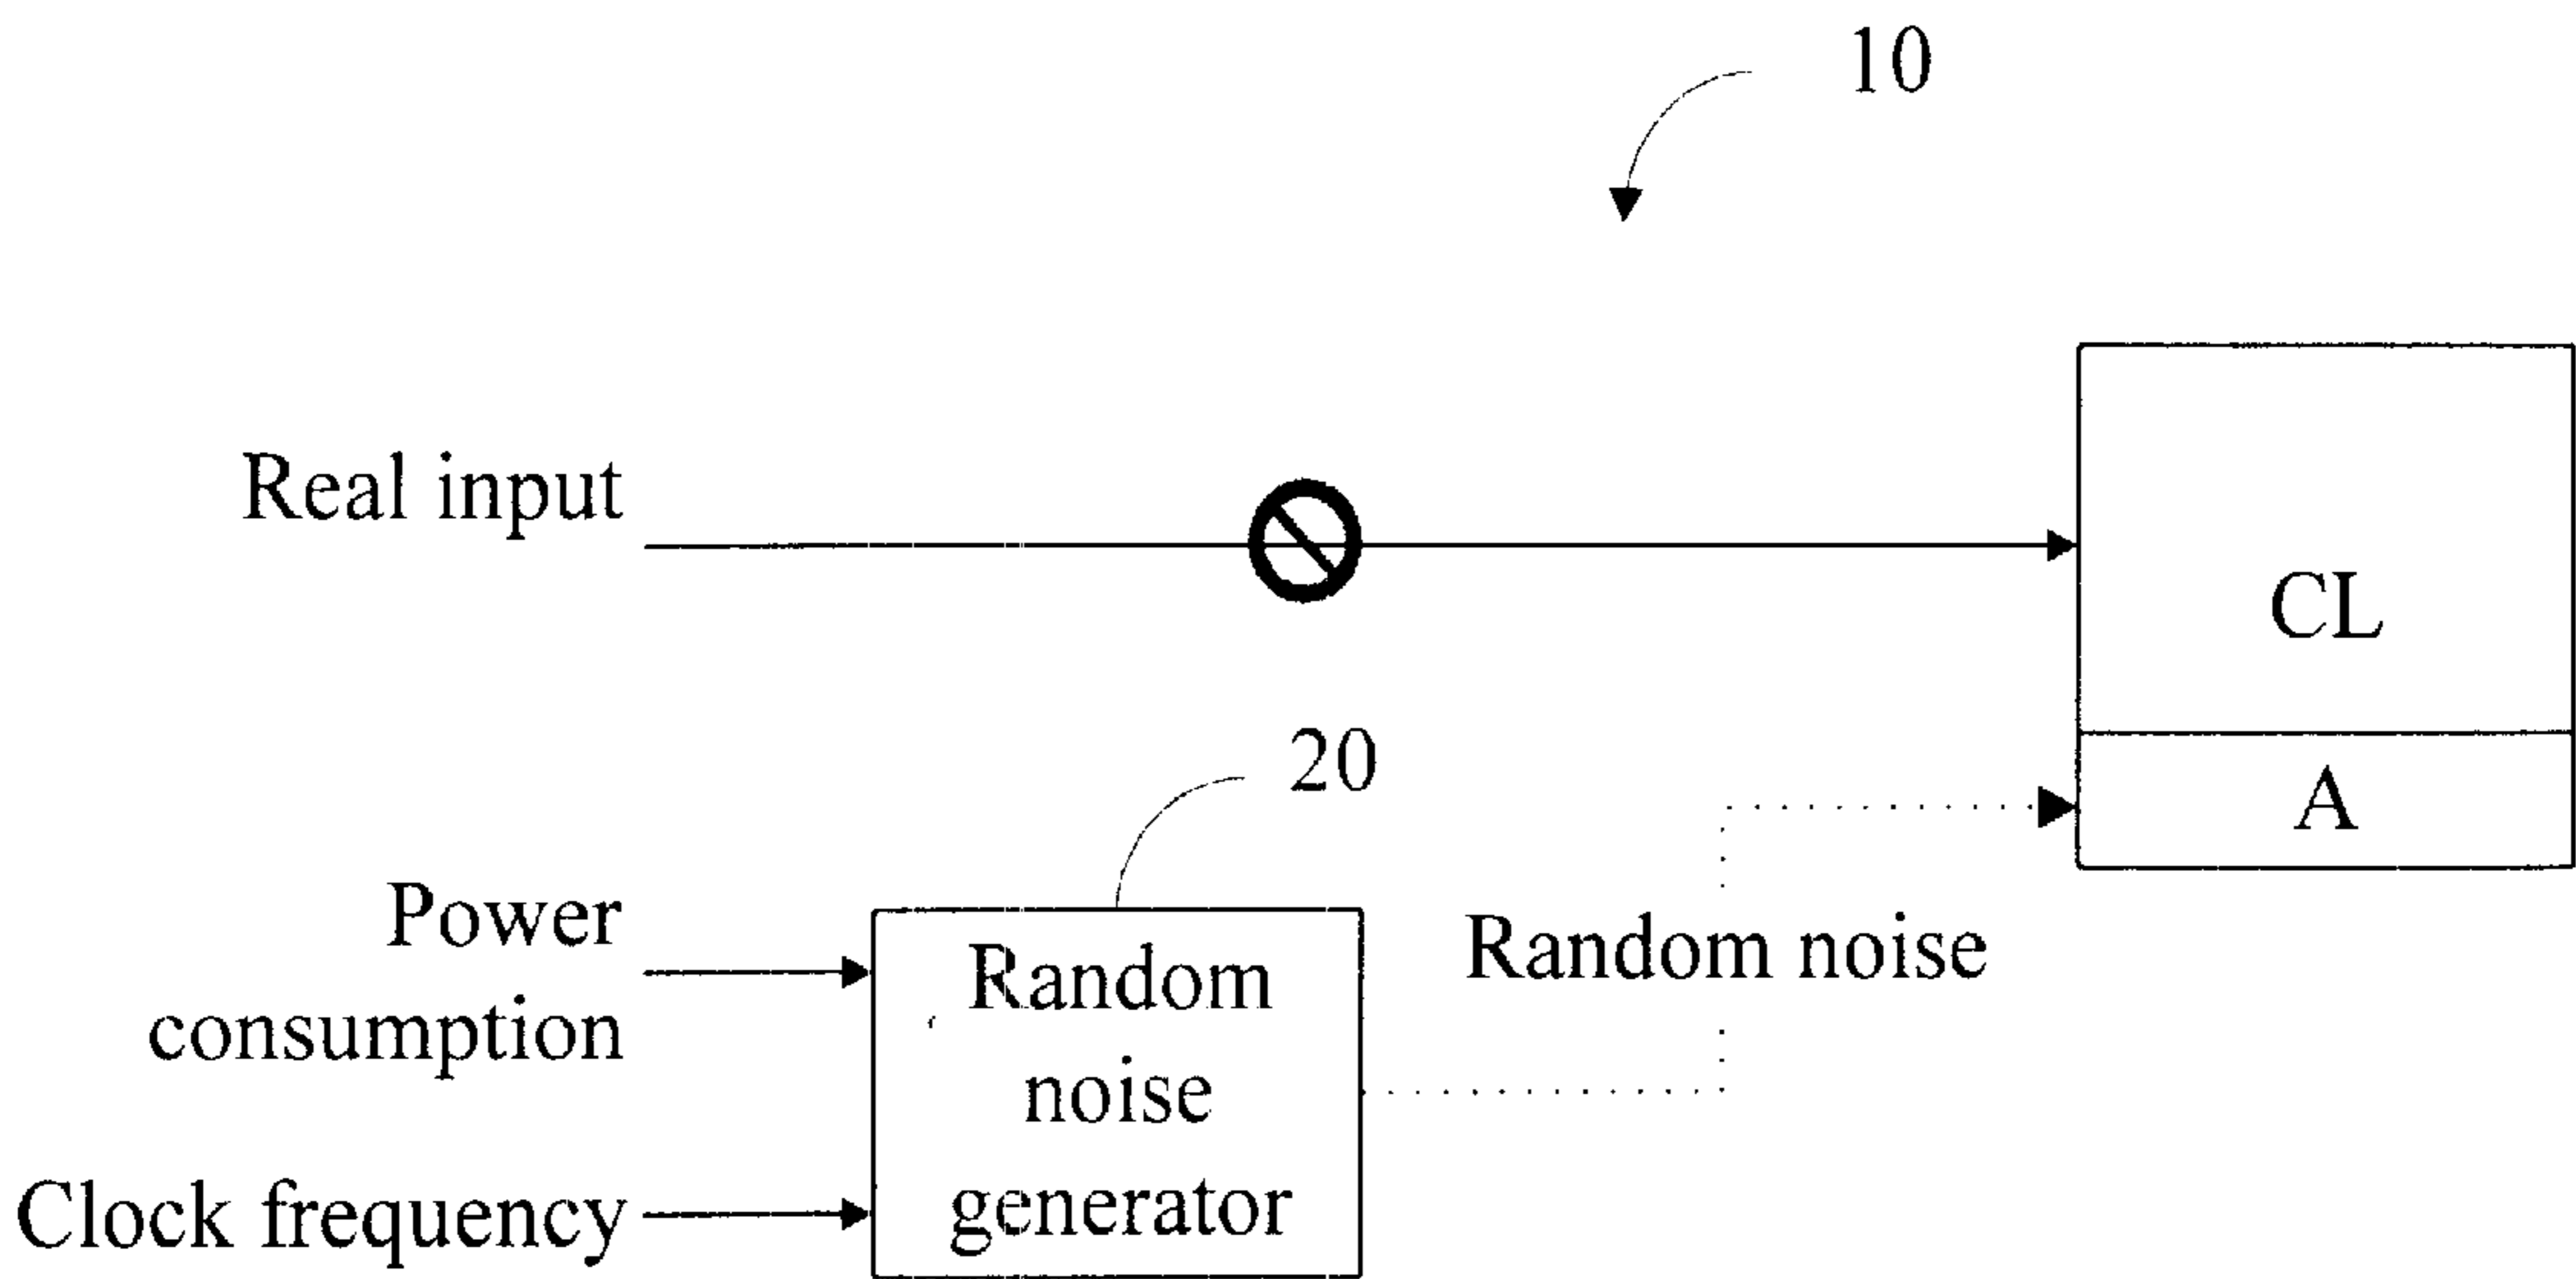 10
Real input
CL
20
A
Power
consumption
Random noise
Random
noise
generator
Clock frequency